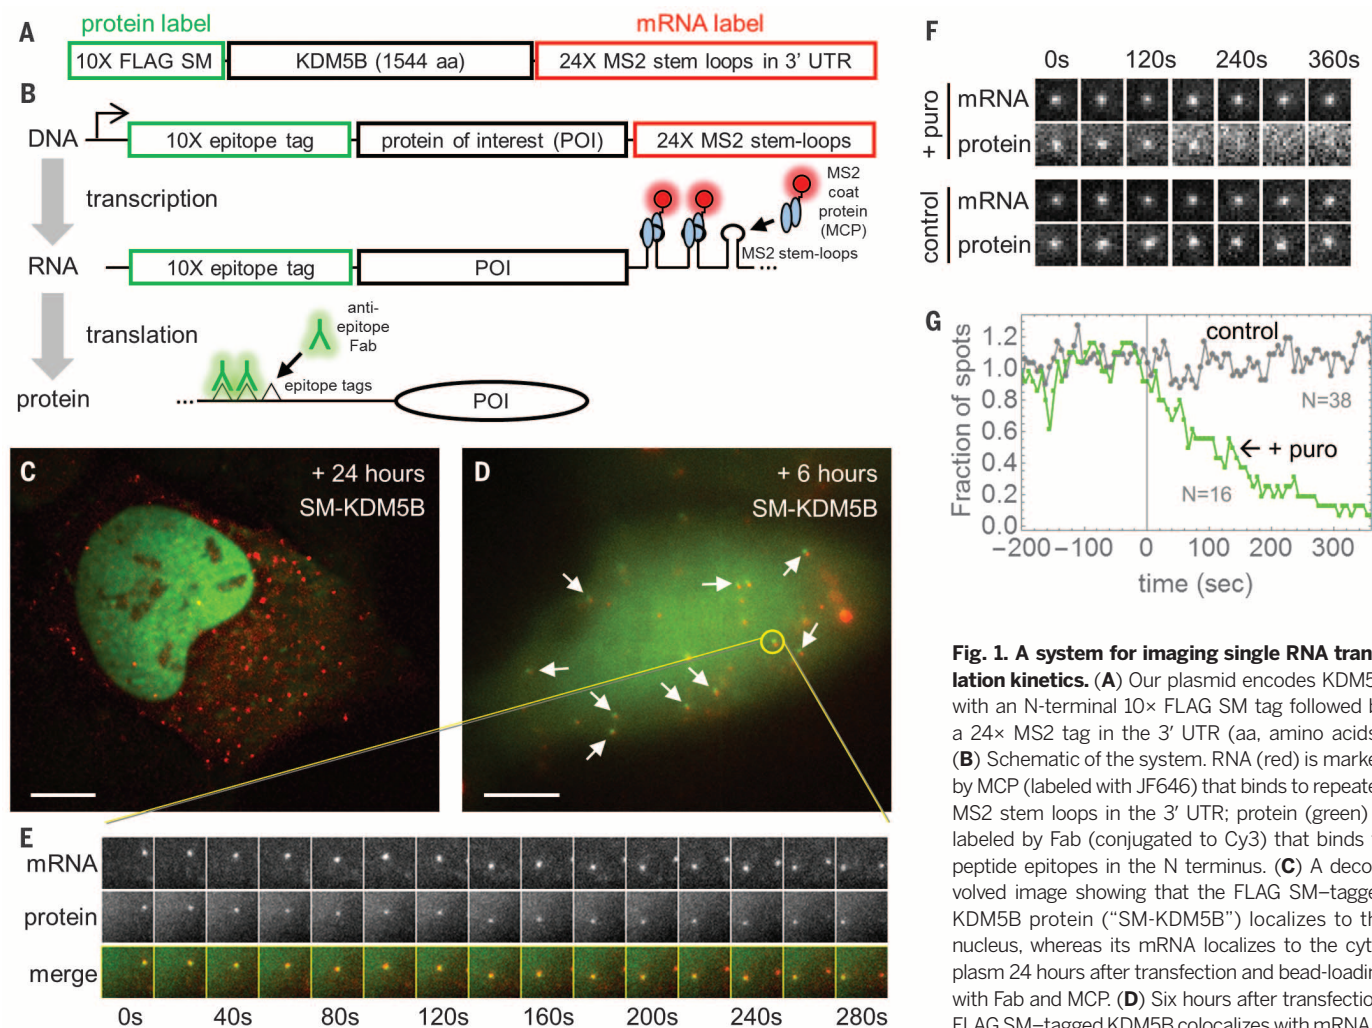 A
protein label
mRNA label
10X FLAG SM
KDM5B (1544 aa)
24X MS2 stem loops in 3' UTR
B
DNA
10X epitope tag
protein of interest (POI)
24X MS2 stem-loops
transcription
MS2
coat
protein
(MCP)
MS2 stem-loops
RNA
10X epitope tag
POI
...
translation
anti-
epitope
Fab
epitope tags
protein
...
POI
C
+ 24 hours
SM-KDM5B
D
+ 6 hours
SM-KDM5B
E
mRNA
protein
merge
0s 40s 80s 120s 160s 200s 240s 280s
F
0s 120s 240s 360s
+ puro
mRNA
protein
control
mRNA
protein
G
Fraction of spots
1.2
1.0
0.8
0.6
0.4
0.2
0.0
control
N=38
+ puro
N=16
−200 −100 0 100 200 300
time (sec)
Fig. 1. A system for imaging single RNA tran
lation kinetics. (A) Our plasmid encodes KDM5
with an N-terminal 10× FLAG SM tag followed b
a 24× MS2 tag in the 3′ UTR (aa, amino acids
(B) Schematic of the system. RNA (red) is marke
by MCP (labeled with JF646) that binds to repeate
MS2 stem loops in the 3′ UTR; protein (green)
labeled by Fab (conjugated to Cy3) that binds
peptide epitopes in the N terminus. (C) A deco
volved image showing that the FLAG SM–tagge
KDM5B protein (“SM-KDM5B”) localizes to th
nucleus, whereas its mRNA localizes to the cyt
plasm 24 hours after transfection and bead-loadin
with Fab and MCP. (D) Six hours after transfectio
FLAG SM–tagged KDM5B colocalizes with mRNA